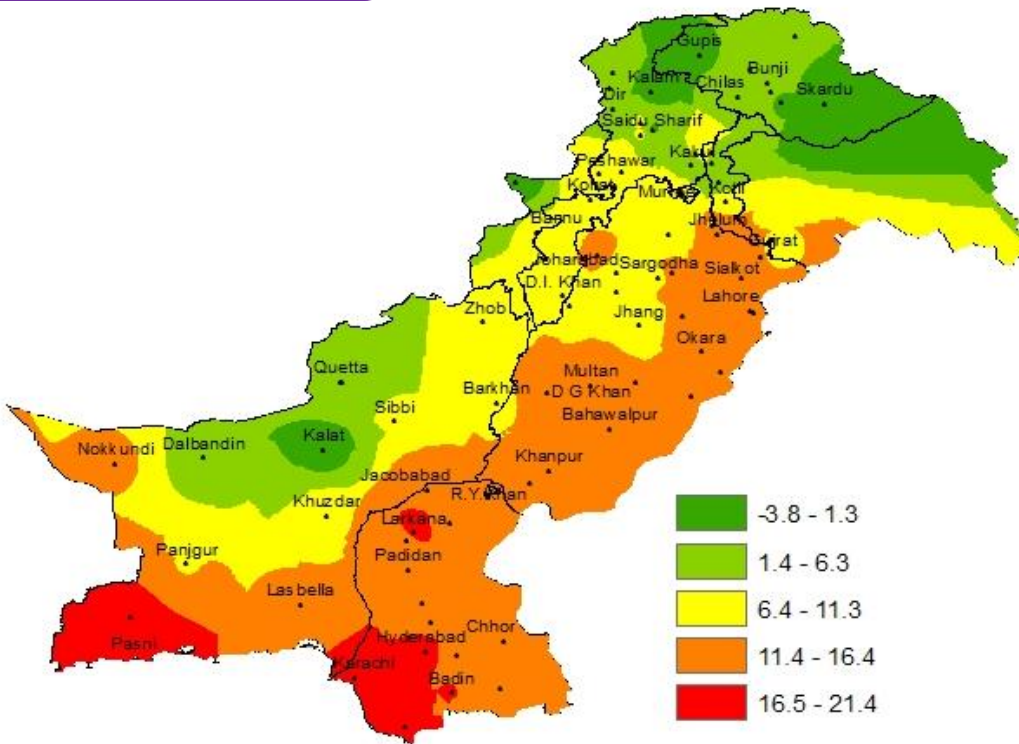 Gupis
Kalam
Chilas
Bunji
Skardu
Dir
Saidu Sharif
Peshawar
Kakul
Kohat
Murree
Kotli
Bannu
Jhelum
Gujrat
Joharabad
Sargodha
Sialkot
D.I. Khan
Lahore
Zhob
Jhang
Okara
Quetta
Multan
Barkhan
D G Khan
Sibbi
Bahawalpur
Nokkundi
Dalbandin
Kalat
Khanpur
Jacobabad
R.Y.Khan
Khuzdar
Larkana
Panjgur
Padidan
Lasbella
Pasni
Hyderabad
Chhor
Karachi
Badin
-3.8 - 1.3
1.4 - 6.3
6.4 - 11.3
11.4 - 16.4
16.5 - 21.4